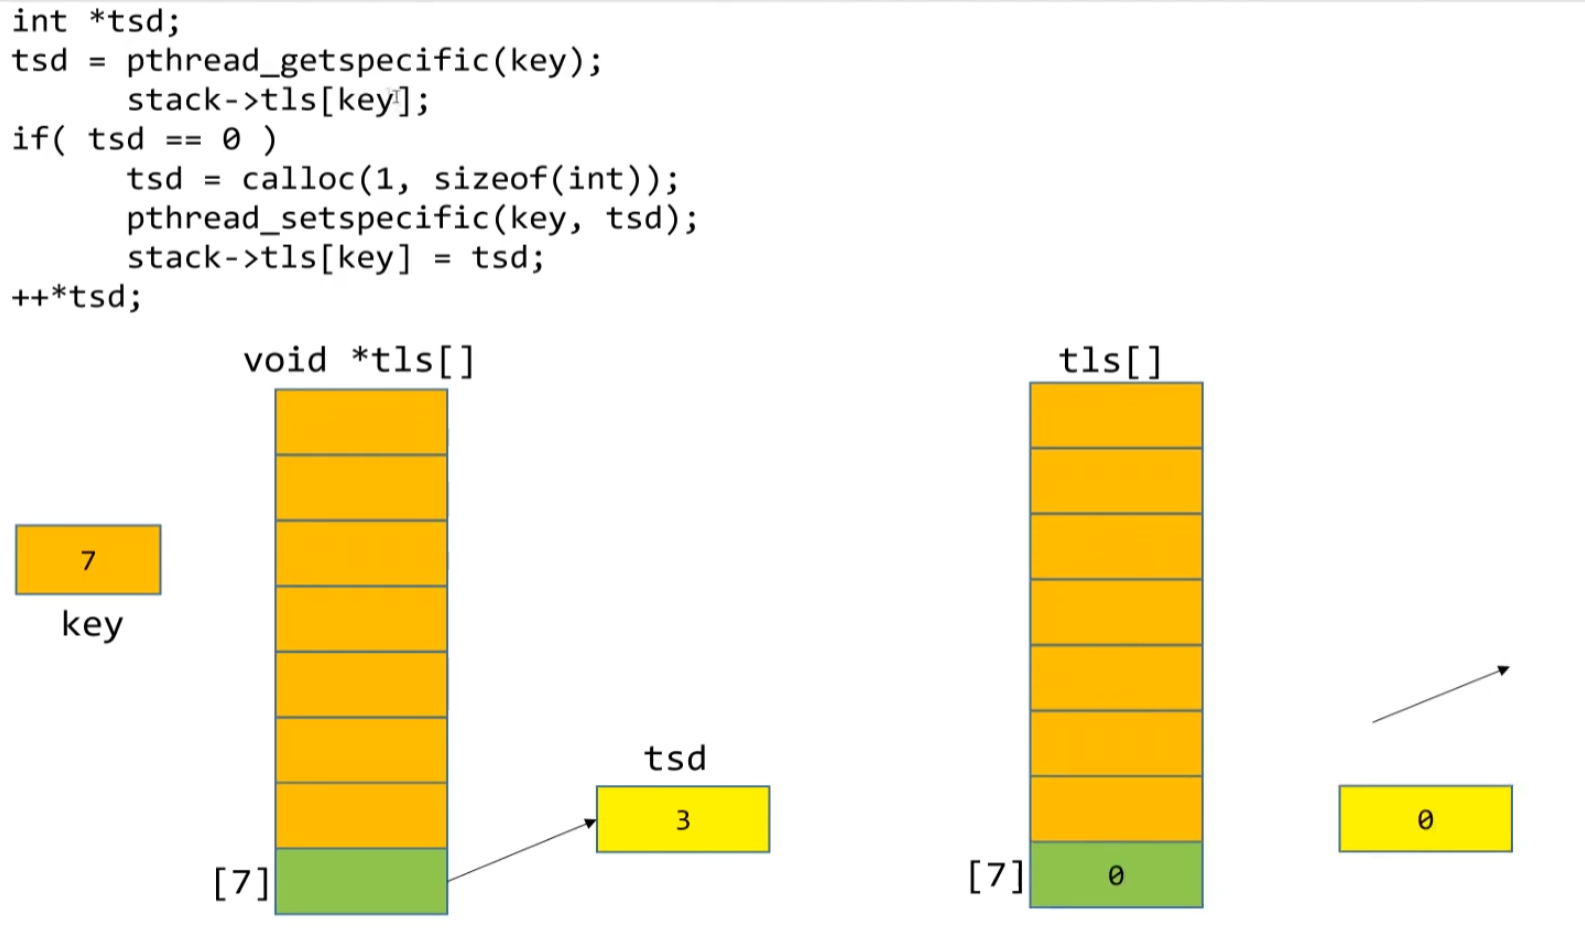 int *tsd;
tsd = pthread_getspecific(key);
stack->tls[key];
if( tsd == 0 )
tsd = calloc(1, sizeof(int));
pthread_setspecific(key, tsd);
stack->tls[key] = tsd;
++*tsd;
void *tls[]
tls[]
7
key
tsd
3
0
[7]
[7]
0